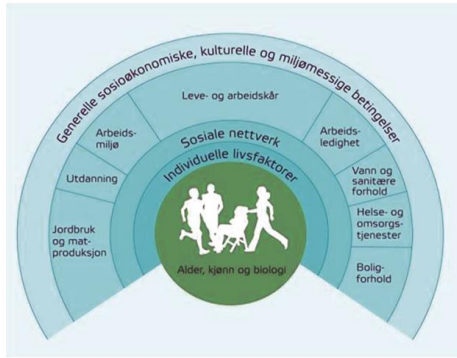 Generelle sosioøkonomiske, kulturelle og miljømessige betingelser
Leve- og arbeidskår
Arbeids-
miljø
Arbeids-
ledighet
Sosiale nettverk
Individuelle livsfaktorer
Utdanning
Vann og
sanitære
forhold
Jordbruk
og mat-
produksjon
Helse- og
omsorgs-
tjenester
Bolig-
forhold
Alder, kjønn og biologi